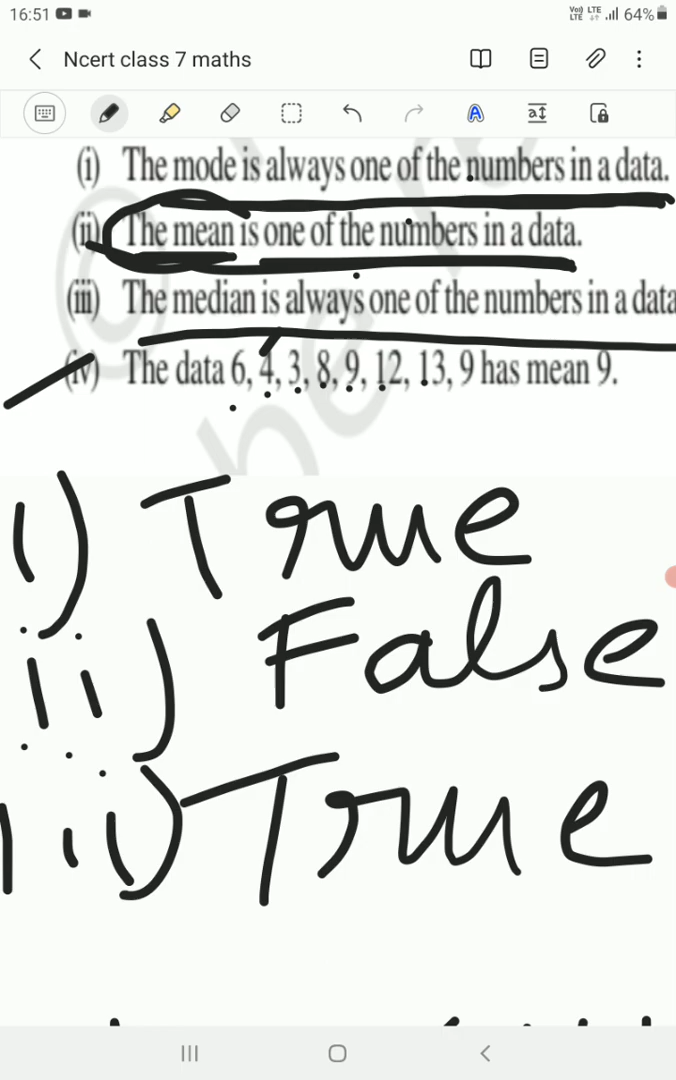 16:51 Vo) LTE LTE 64%
Ncert class 7 maths
(i) The mode is always one of the numbers in a data.
(ii) The mean is one of the numbers in a data.
(iii) The median is always one of the numbers in a data
(iv) The data 6, 4, 3, 8, 9, 12, 13, 9 has mean 9.
i) True
ii) False
iii) True